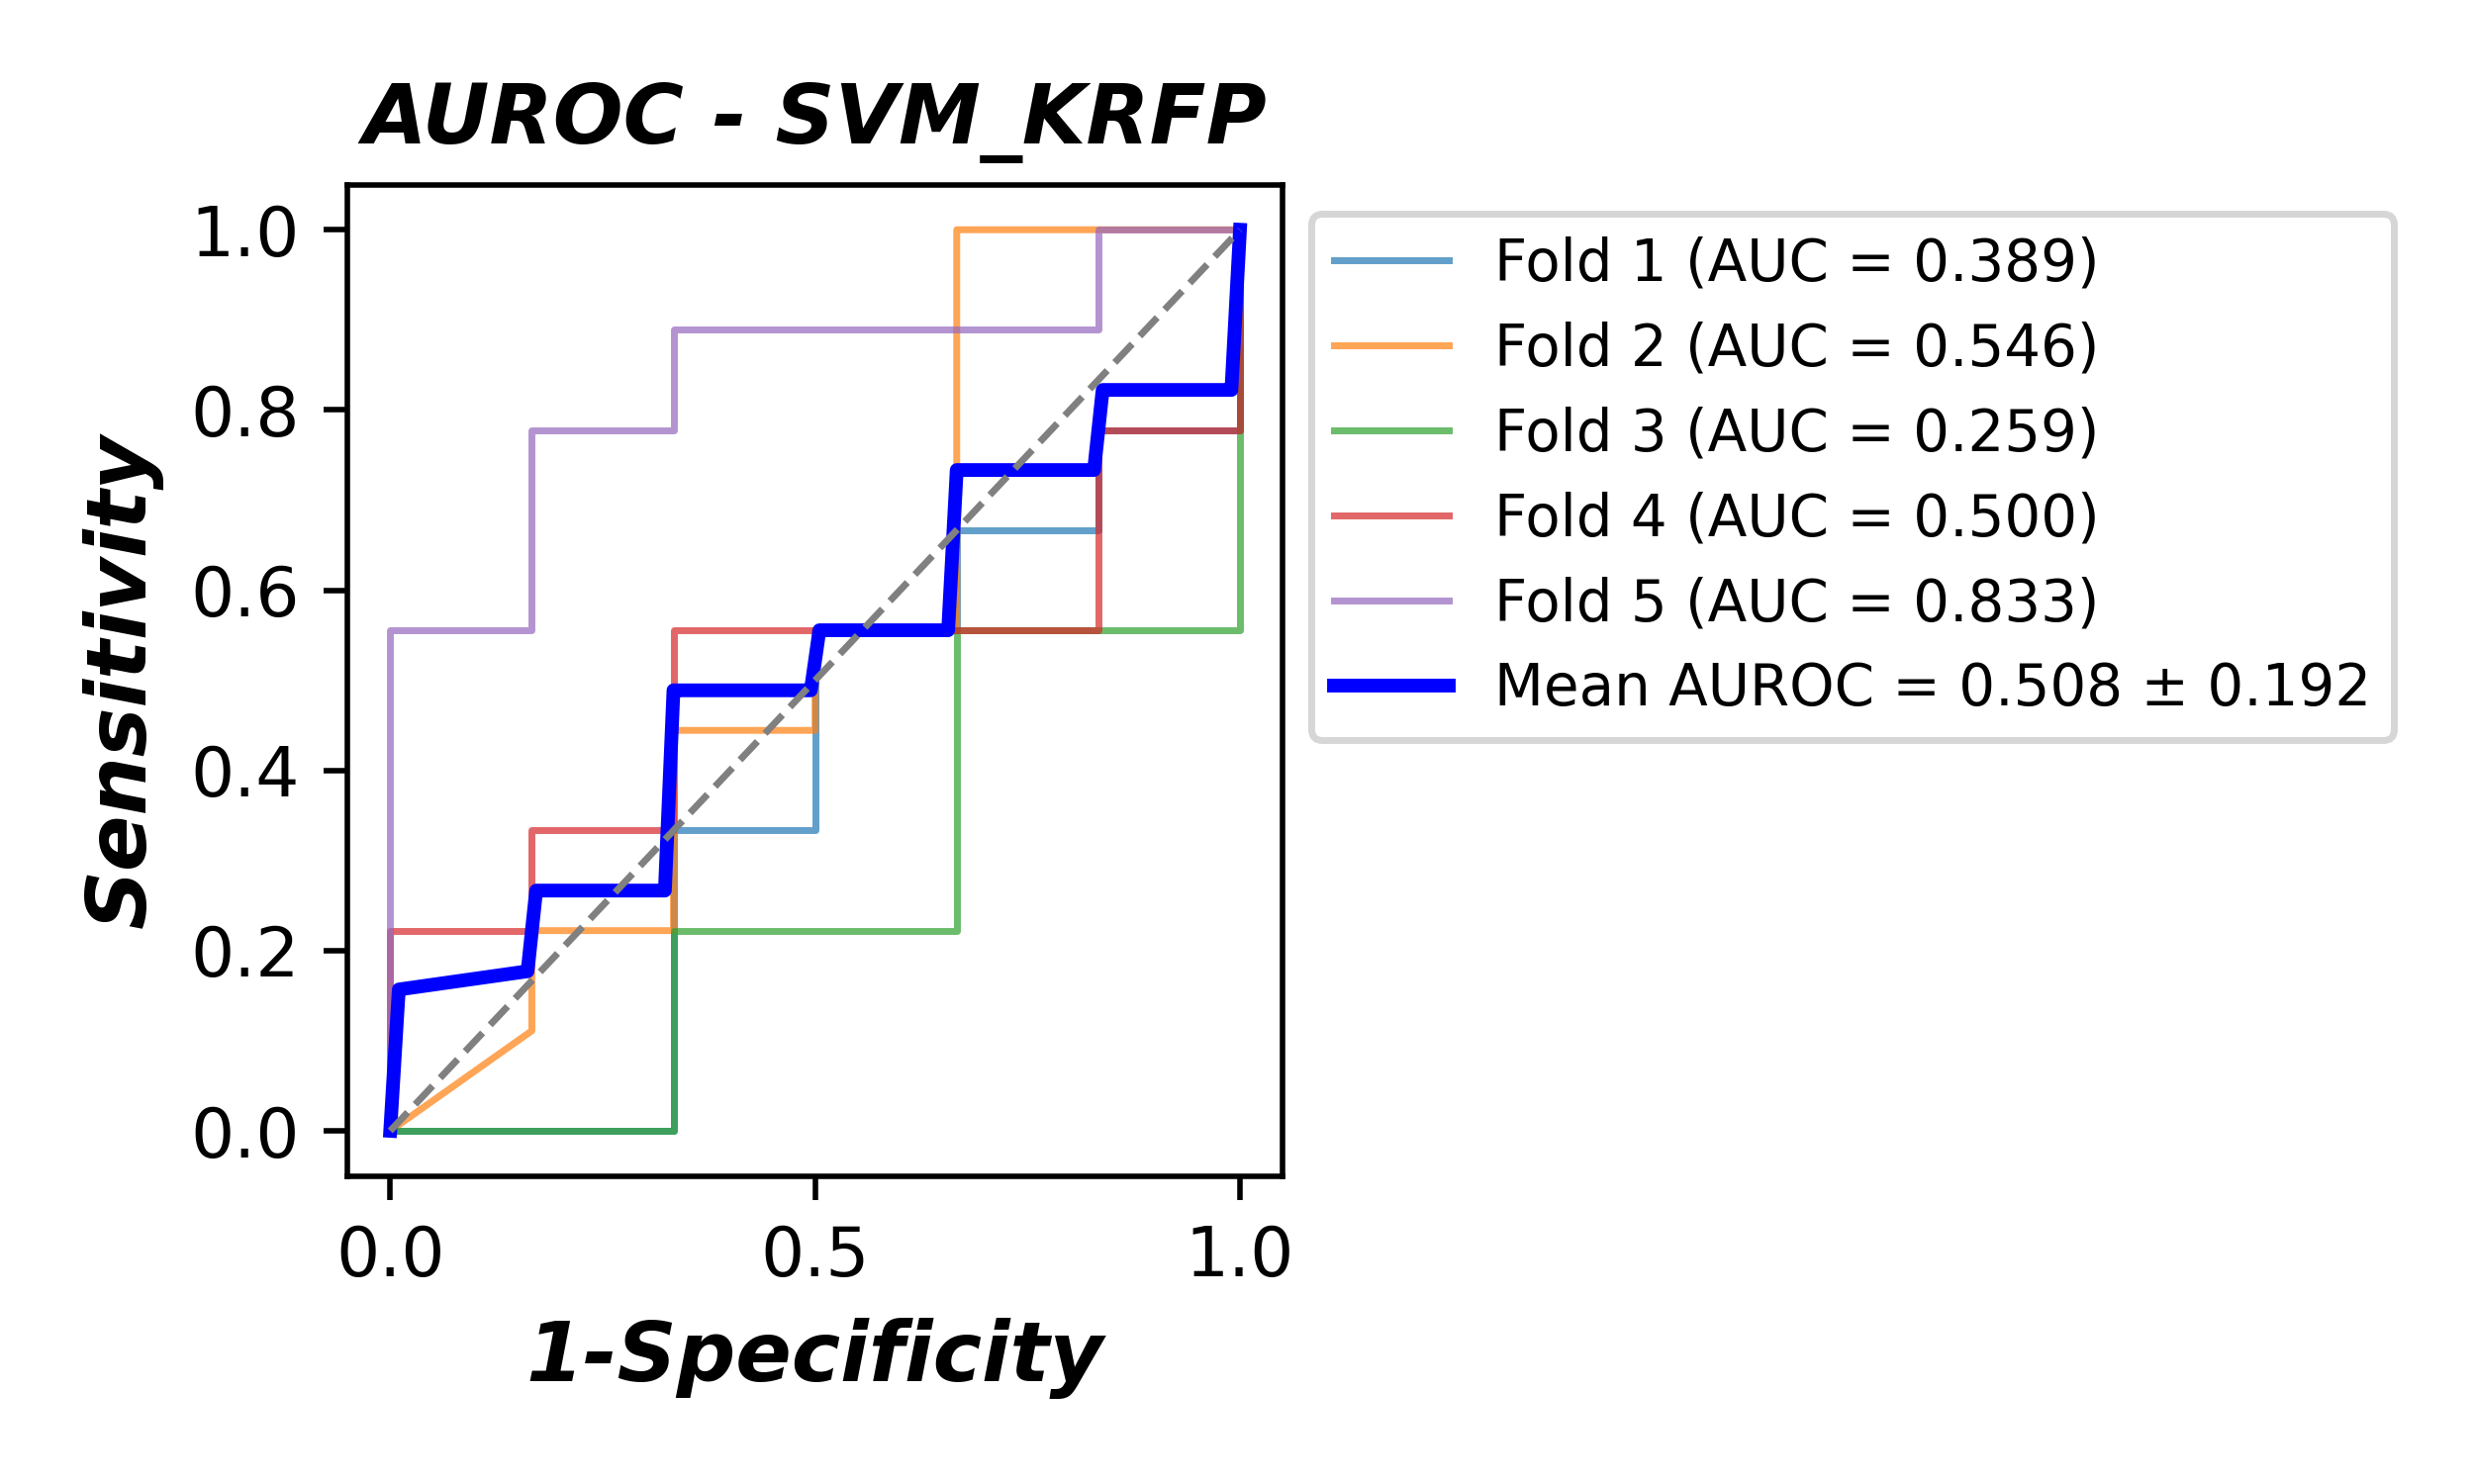 AUROC - SVM_KRFP
Sensitivity
1.0
0.8
0.6
0.4
0.2
0.0
0.0 0.5 1.0
1-Specificity
Fold 1 (AUC = 0.389)
Fold 2 (AUC = 0.546)
Fold 3 (AUC = 0.259)
Fold 4 (AUC = 0.500)
Fold 5 (AUC = 0.833)
Mean AUROC = 0.508 ± 0.192